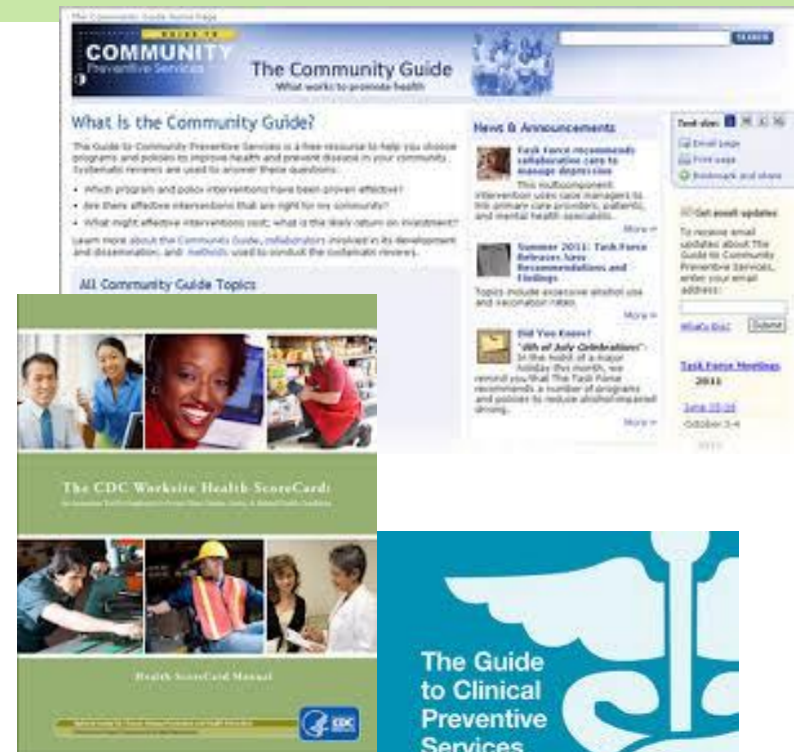 The Community Guide Home Page
GUIDE TO
COMMUNITY
Preventive Services
The Community Guide
What works to promote health
SEARCH
What is the Community Guide?
The Guide to Community Preventive Services is a free resource to help you choose
programs and policies to improve health and prevent disease in your community.
Systematic reviews are used to answer these questions:
• Which program and policy interventions have been proven effective?
• Are there effective interventions that are right for my community?
• What might effective interventions cost; what is the likely return on investment?
Learn more about the Community Guide, collaborators involved in its development
and dissemination, and methods used to conduct the systematic reviews.
All Community Guide Topics
News & Announcements
Task Force recommends
collaborative care to
manage depression
This multicomponent
intervention uses case managers to
link primary care providers, patients,
and mental health specialists.
More
Summer 2011: Task Force
Releases New
Recommendations and
Findings
Topics include excessive alcohol use
and vaccination rates.
More
Did You Know?
"4th of July Celebrations":
In the midst of a major
holiday this month, we
remind you that The Task Force
recommends a number of programs
and policies to reduce alcohol-impaired
driving.
More
Text size: S M L XL
Email page
Print page
Bookmark and share
Get email updates
To receive email
updates about The
Guide to Community
Preventive Services,
enter your email
address:
What's this? Submit
Task Force Meetings
2011
June 15-16
October 3-4
The CDC Worksite Health ScoreCard:
Health ScoreCard Manual
CDC
The Guide
to Clinical
Preventive
Services